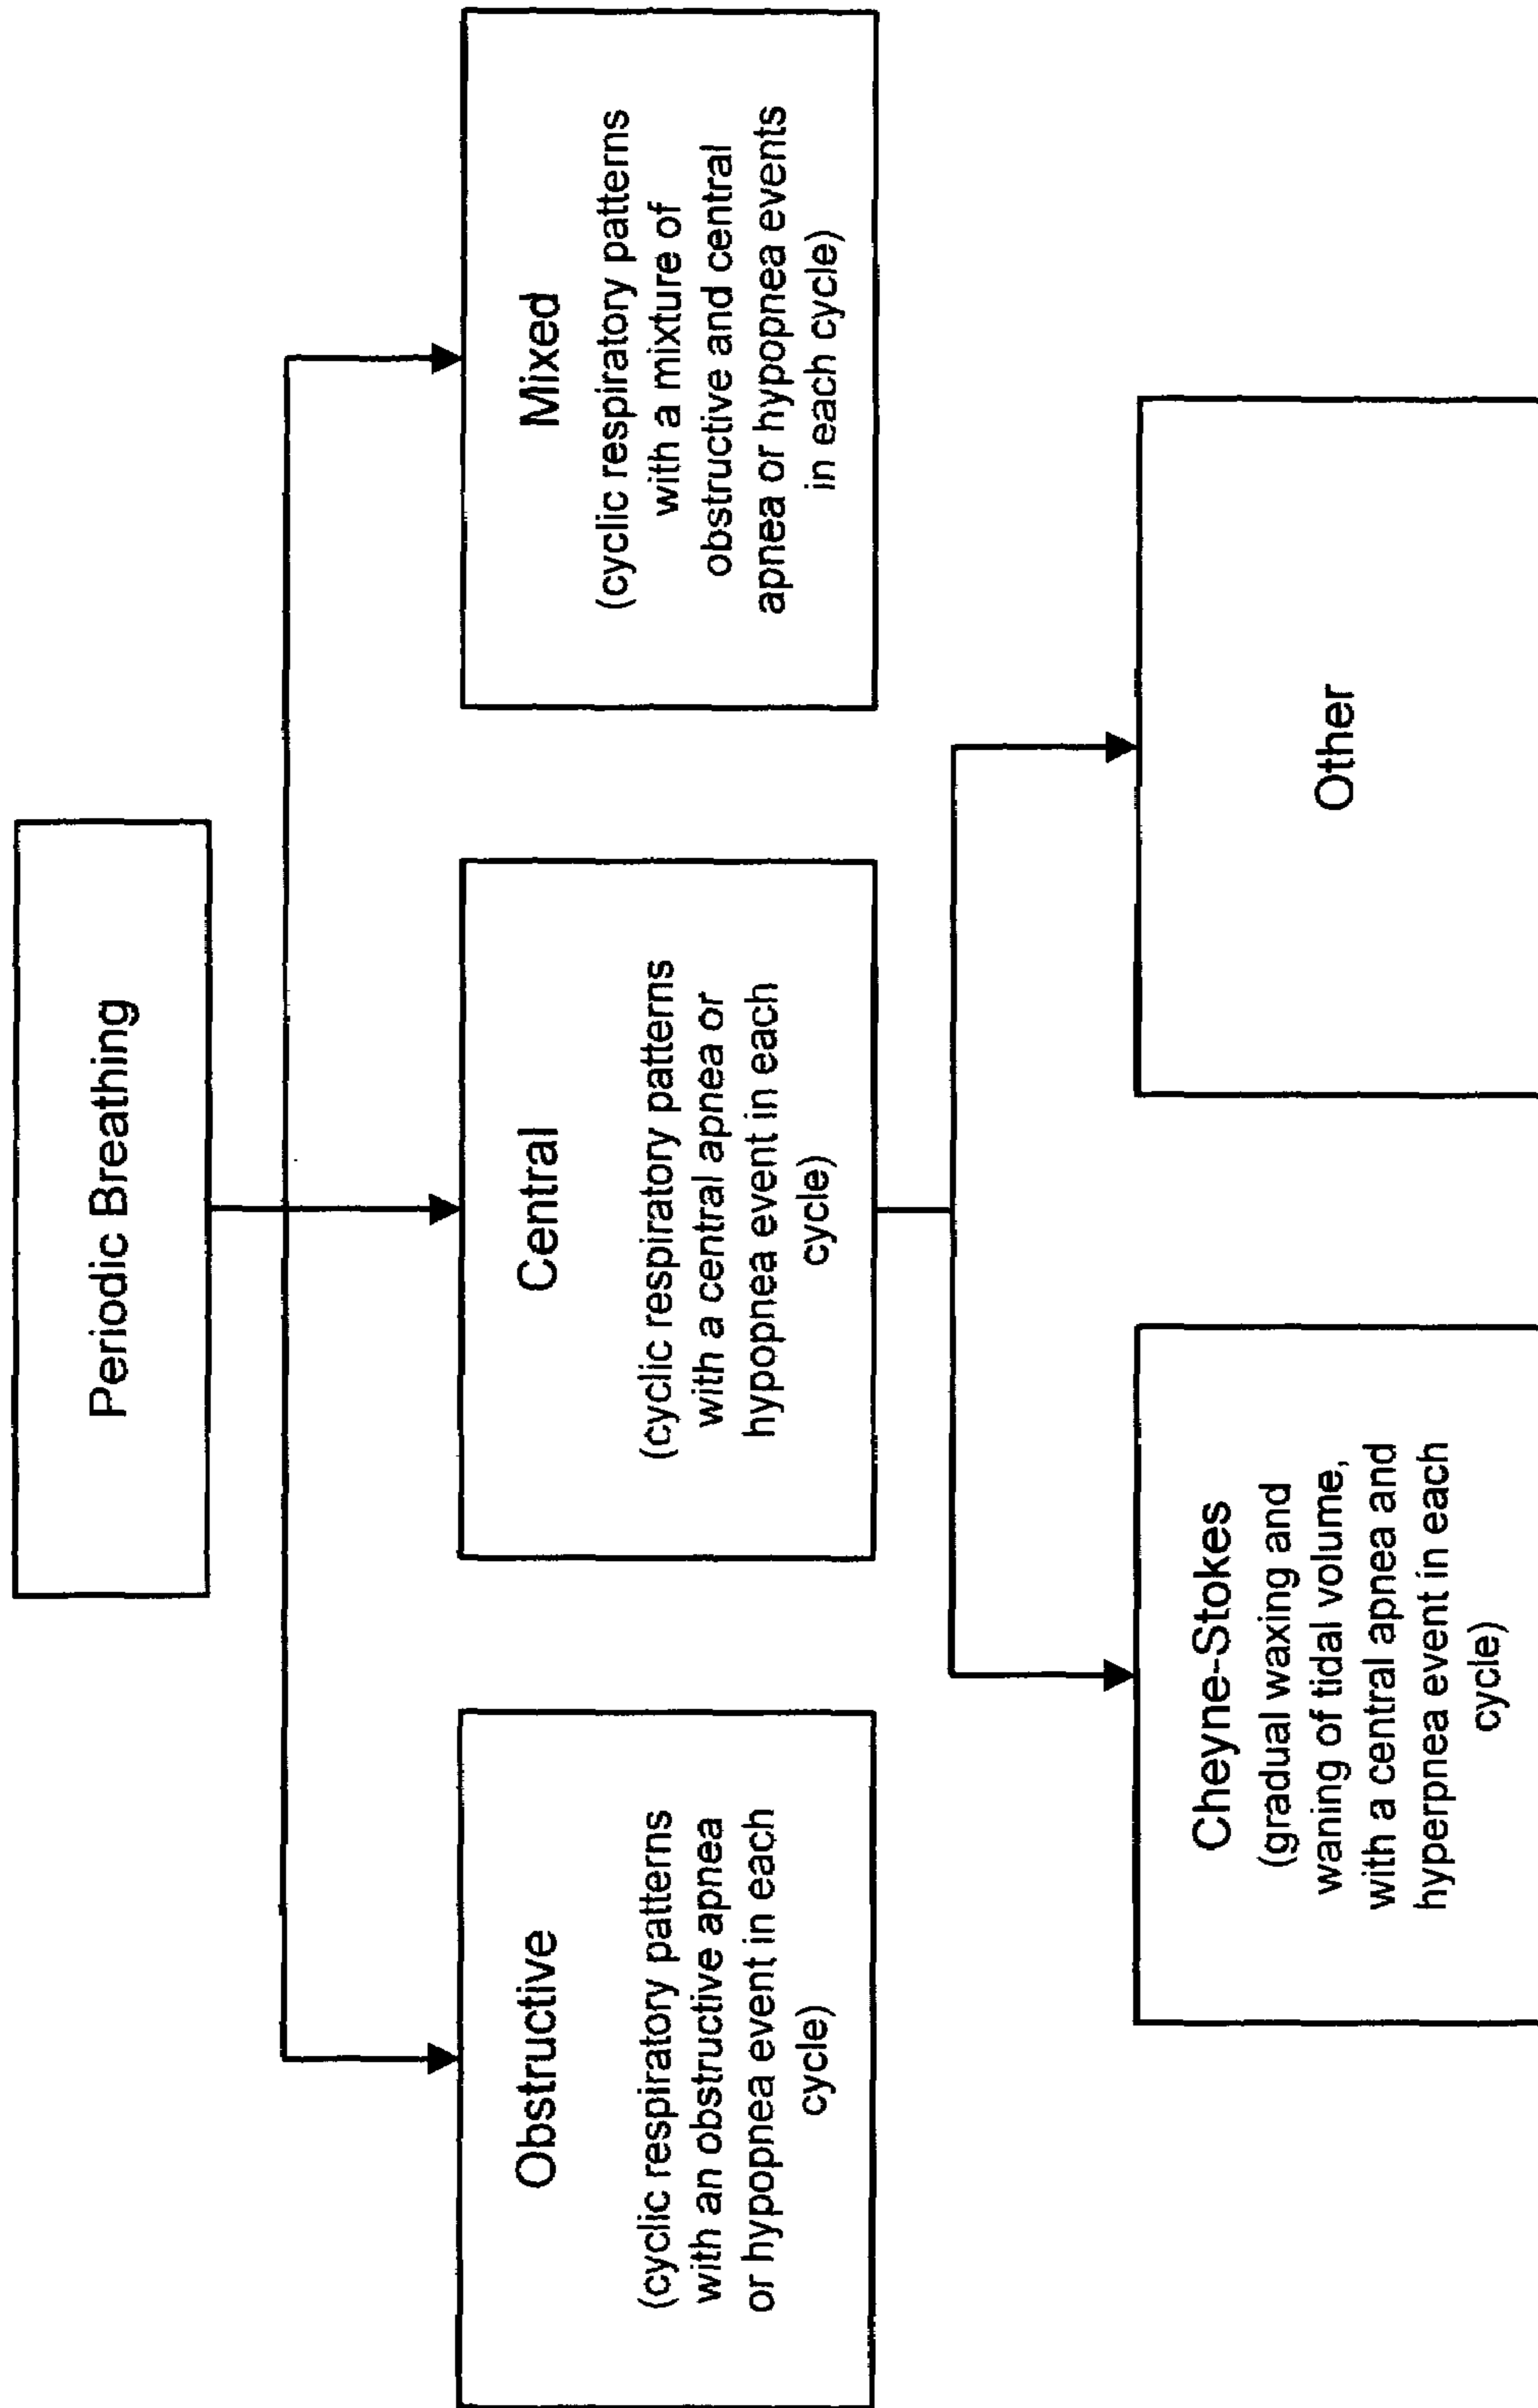 Periodic Breathing
Obstructive
(cyclic respiratory patterns
with an obstructive apnea
or hypopnea event in each
cycle)
Central
(cyclic respiratory patterns
with a central apnea or
hypopnea event in each
cycle)
Mixed
(cyclic respiratory patterns
with a mixture of
obstructive and central
apnea or hypopnea events
in each cycle)
Cheyne-Stokes
(gradual waxing and
waning of tidal volume,
with a central apnea and
hyperpnea event in each
cycle)
Other